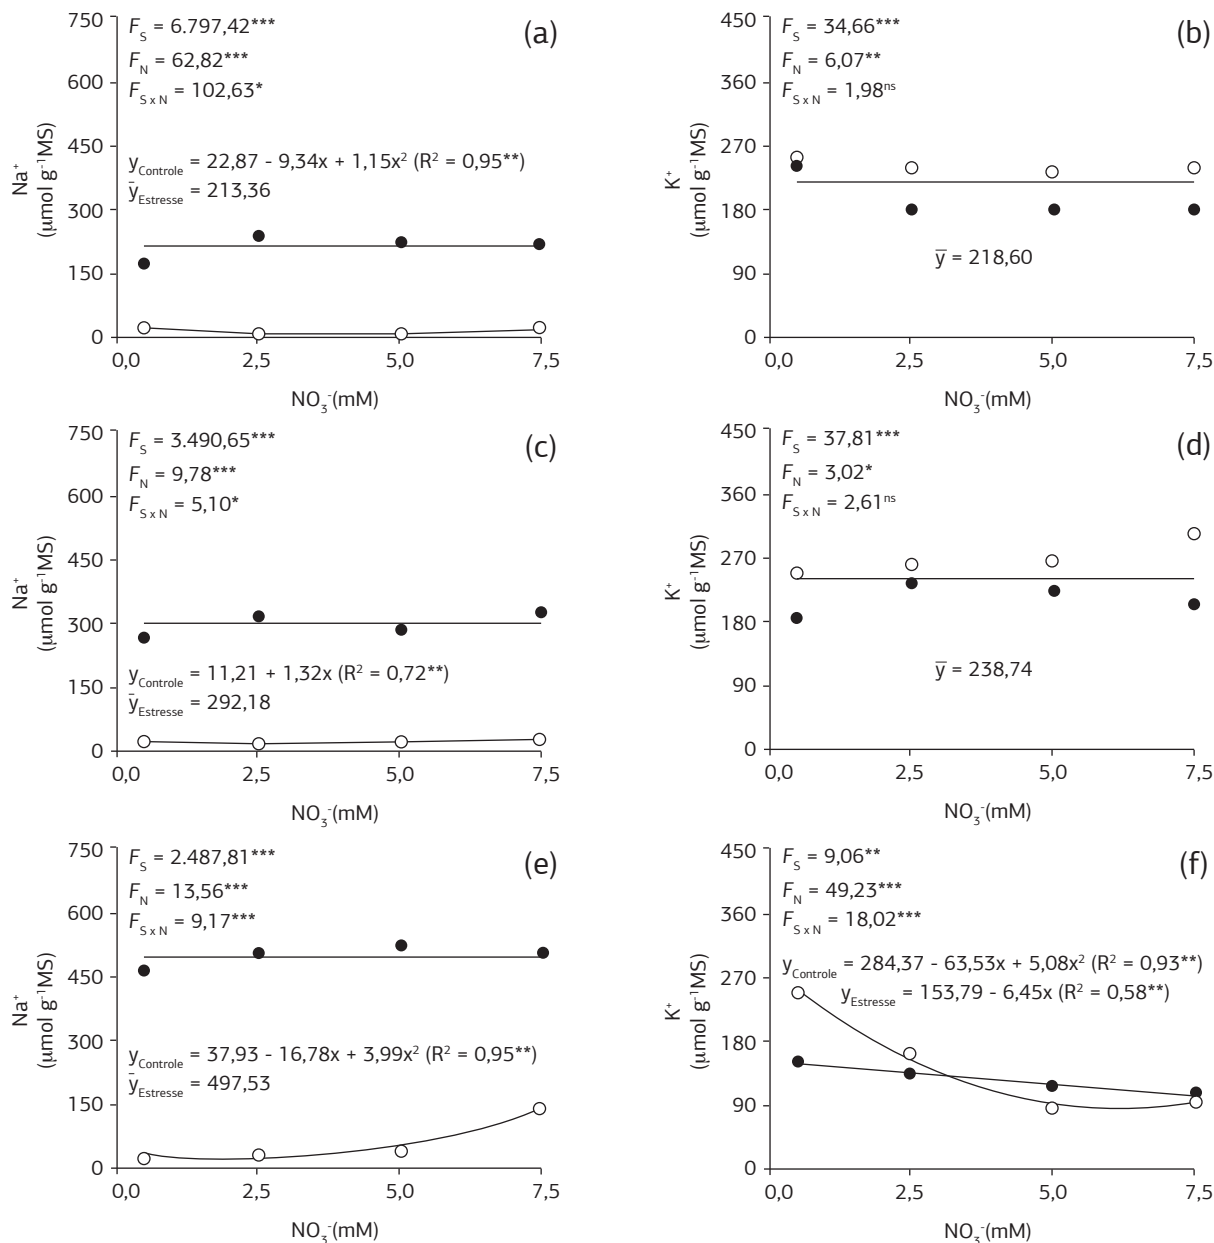 750
600
450
300
150
0
Na⁺
(µmol g⁻¹MS)
F_S = 6.797,42***
F_N = 62,82***
F_S x N = 102,63*
(a)
y_Controle = 22,87 - 9,34x + 1,15x² (R² = 0,95**)
ȳ_Estresse = 213,36
0,0 2,5 5,0 7,5
NO₃⁻(mM)
450
360
270
180
90
0
K⁺
(µmol g⁻¹MS)
F_S = 34,66***
F_N = 6,07**
F_S x N = 1,98ⁿˢ
(b)
ȳ = 218,60
0,0 2,5 5,0 7,5
NO₃⁻(mM)
750
600
450
300
150
0
Na⁺
(µmol g⁻¹MS)
F_S = 3.490,65***
F_N = 9,78***
F_S x N = 5,10*
(c)
y_Controle = 11,21 + 1,32x (R² = 0,72**)
ȳ_Estresse = 292,18
0,0 2,5 5,0 7,5
NO₃⁻(mM)
450
360
270
180
90
0
K⁺
(µmol g⁻¹MS)
F_S = 37,81***
F_N = 3,02*
F_S x N = 2,61ⁿˢ
(d)
ȳ = 238,74
0,0 2,5 5,0 7,5
NO₃⁻(mM)
750
600
450
300
150
0
Na⁺
(µmol g⁻¹MS)
F_S = 2.487,81***
F_N = 13,56***
F_S x N = 9,17***
(e)
y_Controle = 37,93 - 16,78x + 3,99x² (R² = 0,95**)
ȳ_Estresse = 497,53
0,0 2,5 5,0 7,5
NO₃⁻(mM)
450
360
270
180
90
0
K⁺
(µmol g⁻¹MS)
F_S = 9,06**
F_N = 49,23***
F_S x N = 18,02***
(f)
y_Controle = 284,37 - 63,53x + 5,08x² (R² = 0,93**)
y_Estresse = 153,79 - 6,45x (R² = 0,58**)
0,0 2,5 5,0 7,5
NO₃⁻(mM)